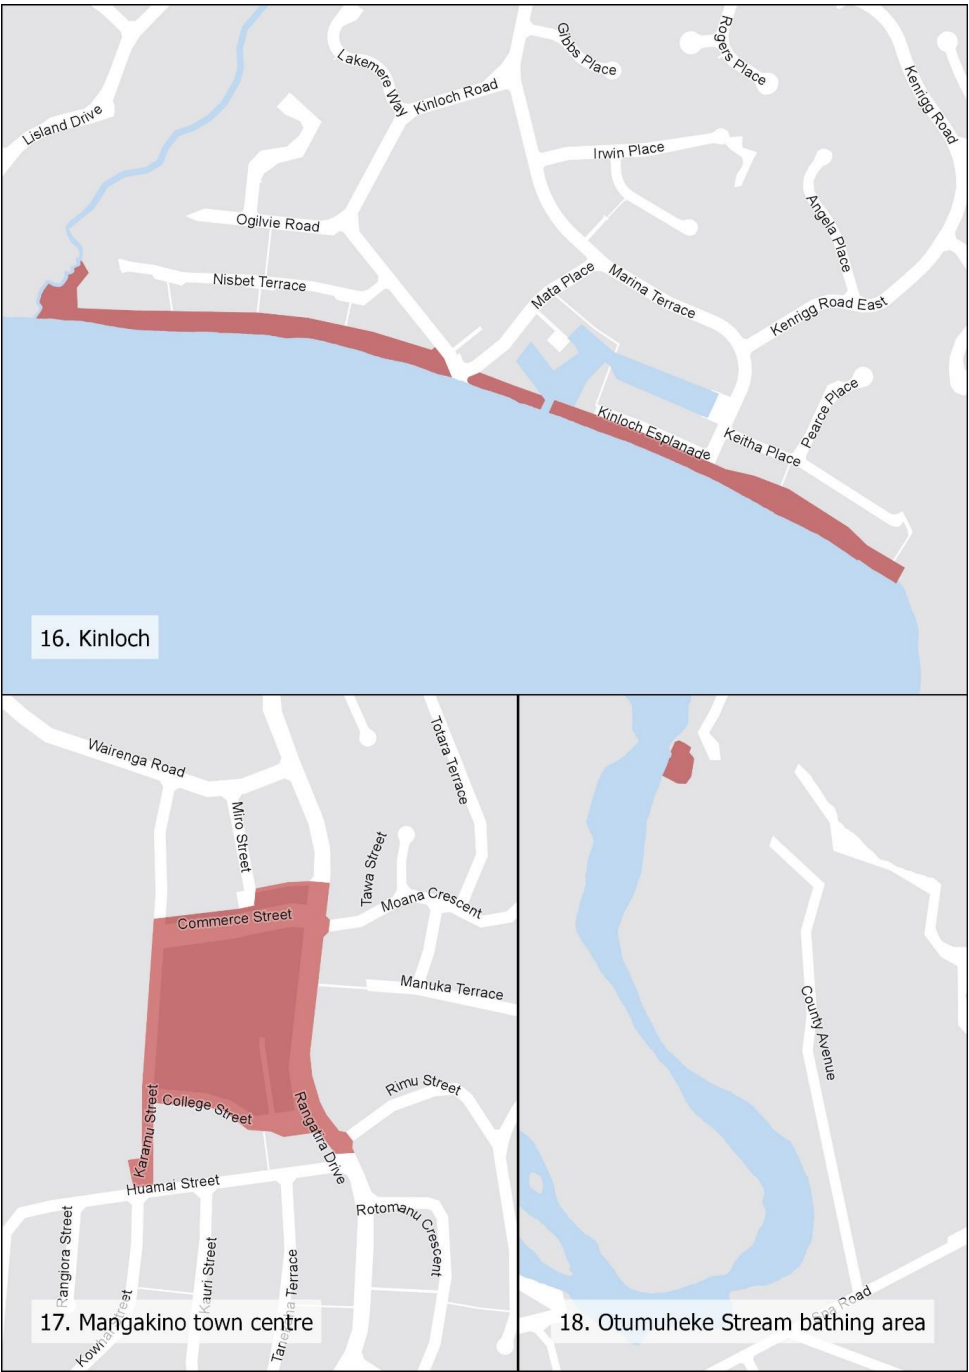 Gibbs Place
Rogers Place
Lakemere Way
Kinloch Road
Kenrigg Road
Lisland Drive
Irwin Place
Angela Place
Ogilvie Road
Nisbet Terrace
Mata Place
Marina Terrace
Kenrigg Road East
Pearce Place
Kinloch Esplanade
Keitha Place
16. Kinloch
Wairenga Road
Totara Terrace
Miro Street
Tawa Street
Moana Crescent
Commerce Street
Manuka Terrace
Rimu Street
Karamu Street
College Street
Rangatira Drive
Huamai Street
Rotomanu Crescent
Rangiora Street
Kauri Street
Terrace
Street
17. Mangakino town centre
County Avenue
Spa Road
18. Otumuheke Stream bathing area